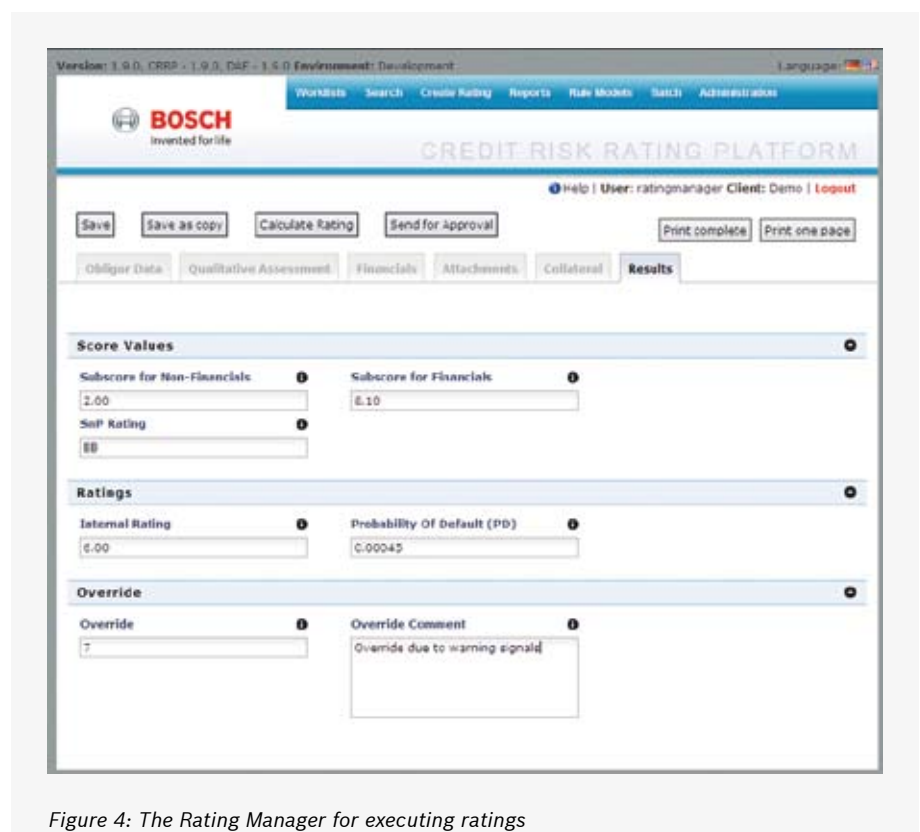 Version: 1.9.0, CRRP - 1.9.0, DAF - 1.6.0 Environment: Development Language:
Worklists Search Create Rating Reports Rule Models Batch Administration
BOSCH
Invented for life
CREDIT RISK RATING PLATFORM
Help | User: ratingmanager Client: Demo | Logout
Save Save as copy Calculate Rating Send for Approval Print complete Print one page
Obligor Data Qualitative Assessment Financials Attachments Collateral Results
Score Values
Subscore for Non-Financials Subscore for Financials
2.00 6.10
SnP Rating
BB
Ratings
Internal Rating Probability Of Default (PD)
6.00 0.00045
Override
Override Override Comment
7 Override due to warning signals
Figure 4: The Rating Manager for executing ratings